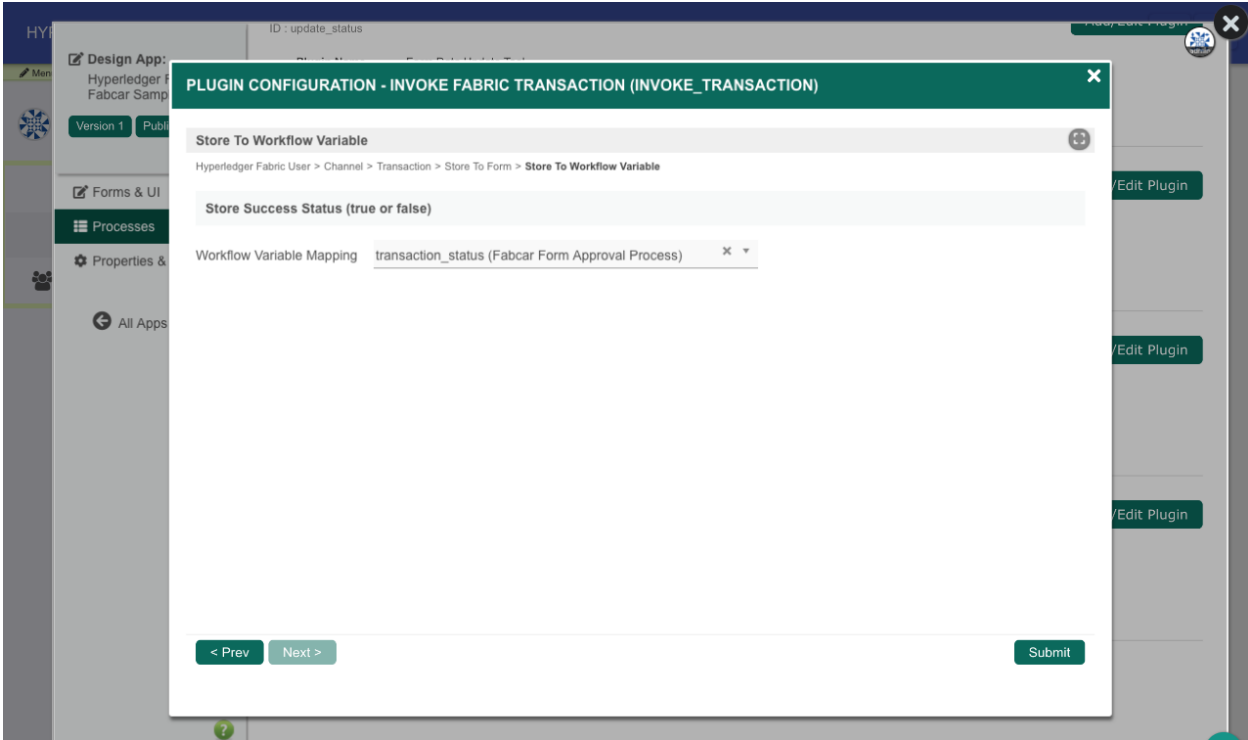 HY
ID : update_status
Design App:
Men
Hyperledger F
Fabcar Samp
Version 1 Publi
PLUGIN CONFIGURATION - INVOKE FABRIC TRANSACTION (INVOKE_TRANSACTION)
Store To Workflow Variable
Hyperledger Fabric User > Channel > Transaction > Store To Form > Store To Workflow Variable
Forms & UI
/Edit Plugin
Store Success Status (true or false)
Processes
Workflow Variable Mapping transaction_status (Fabcar Form Approval Process)
Properties &
All Apps
/Edit Plugin
/Edit Plugin
< Prev Next > Submit
?